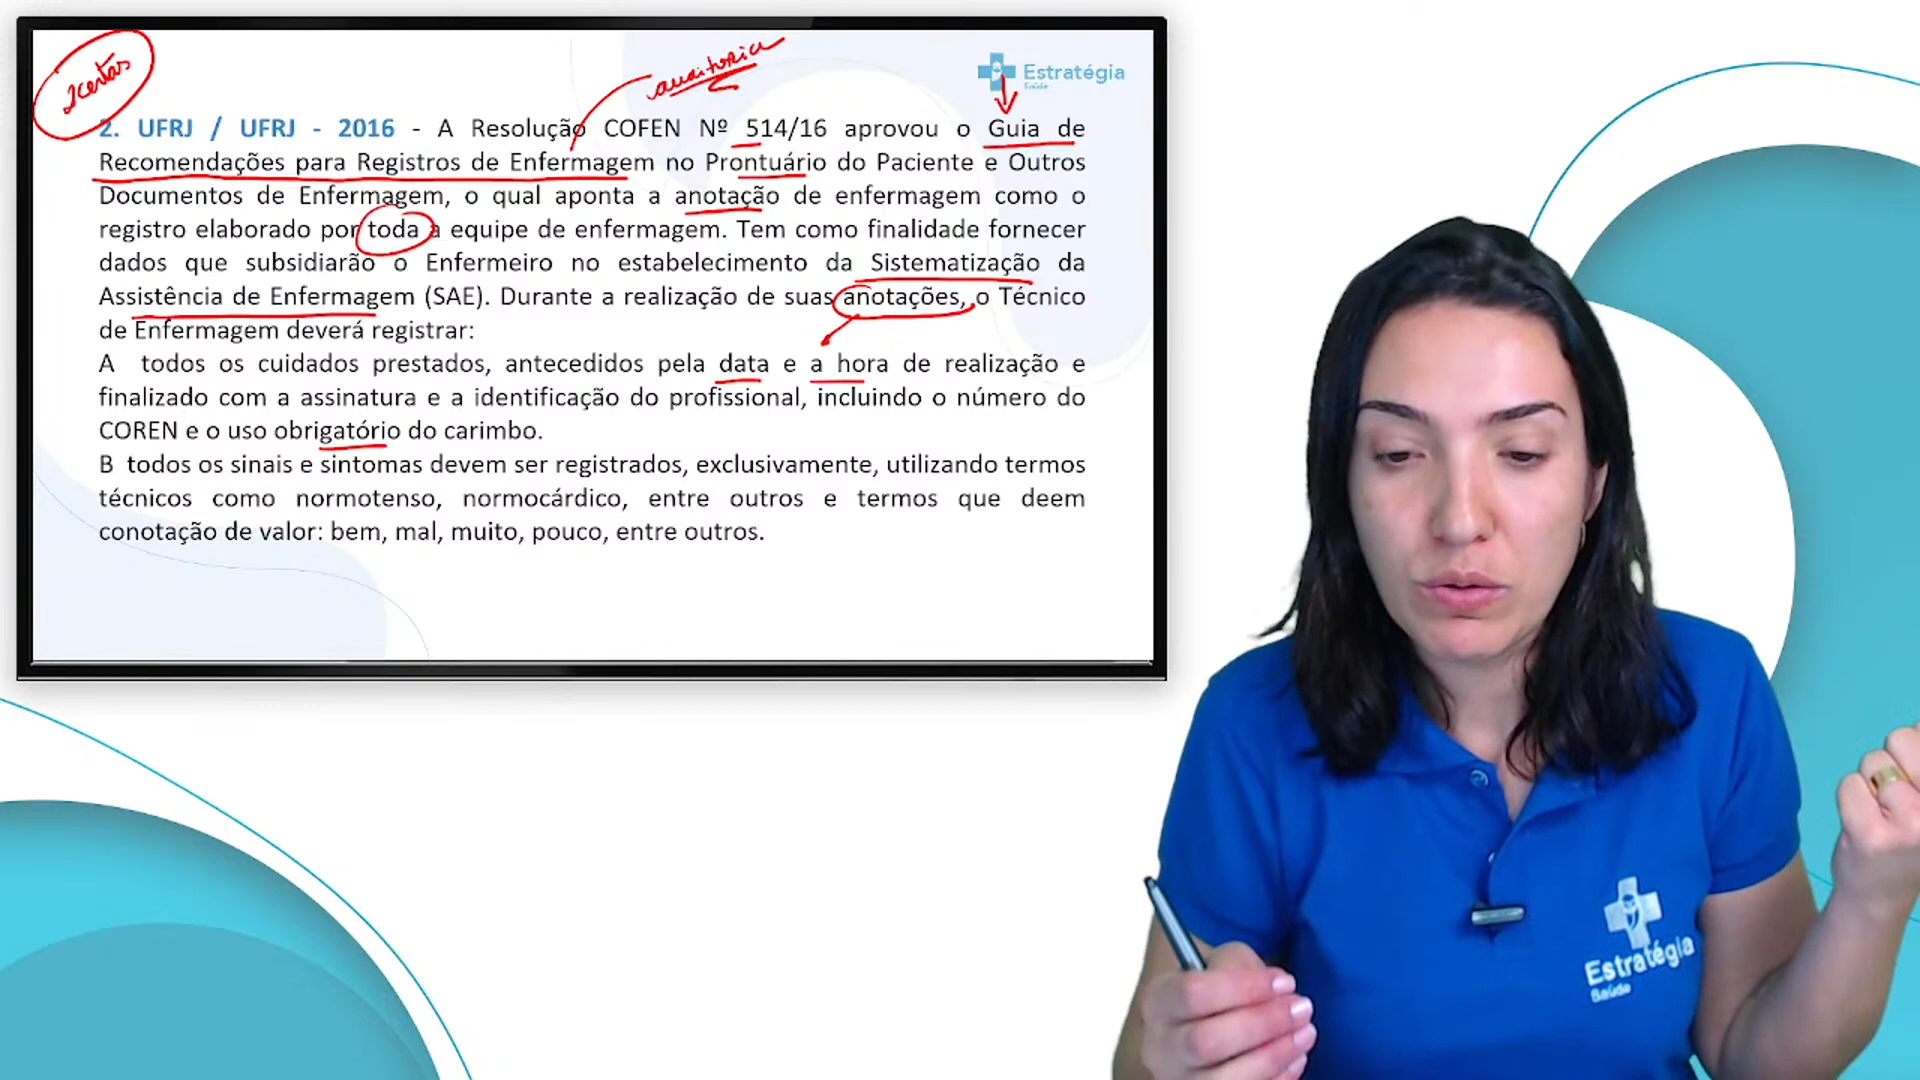 2 certas
auditoria
Estratégia
Saúde
2. UFRJ / UFRJ - 2016 - A Resolução COFEN Nº 514/16 aprovou o Guia de
Recomendações para Registros de Enfermagem no Prontuário do Paciente e Outros
Documentos de Enfermagem, o qual aponta a anotação de enfermagem como o
registro elaborado por toda a equipe de enfermagem. Tem como finalidade fornecer
dados que subsidiarão o Enfermeiro no estabelecimento da Sistematização da
Assistência de Enfermagem (SAE). Durante a realização de suas anotações, o Técnico
de Enfermagem deverá registrar:
A todos os cuidados prestados, antecedidos pela data e a hora de realização e
finalizado com a assinatura e a identificação do profissional, incluindo o número do
COREN e o uso obrigatório do carimbo.
B todos os sinais e sintomas devem ser registrados, exclusivamente, utilizando termos
técnicos como normotenso, normocárdico, entre outros e termos que deem
conotação de valor: bem, mal, muito, pouco, entre outros.
Estratégia
Saúde